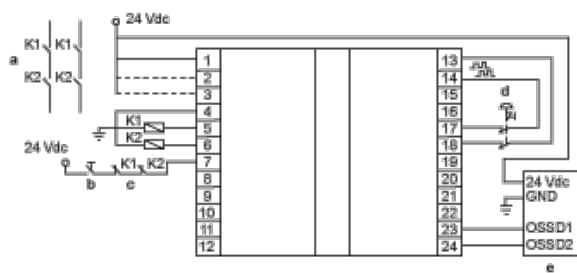 24 Vdc
K1 K1
a
K2 K2
1
2
3
4
K1
5
K2
6
24 Vdc
K1 K2
7
b c
8
9
10
11
12
13
14
d
15
16
17
18
19
20
24 Vdc
21
GND
22
23
OSSD1
24
OSSD2
e